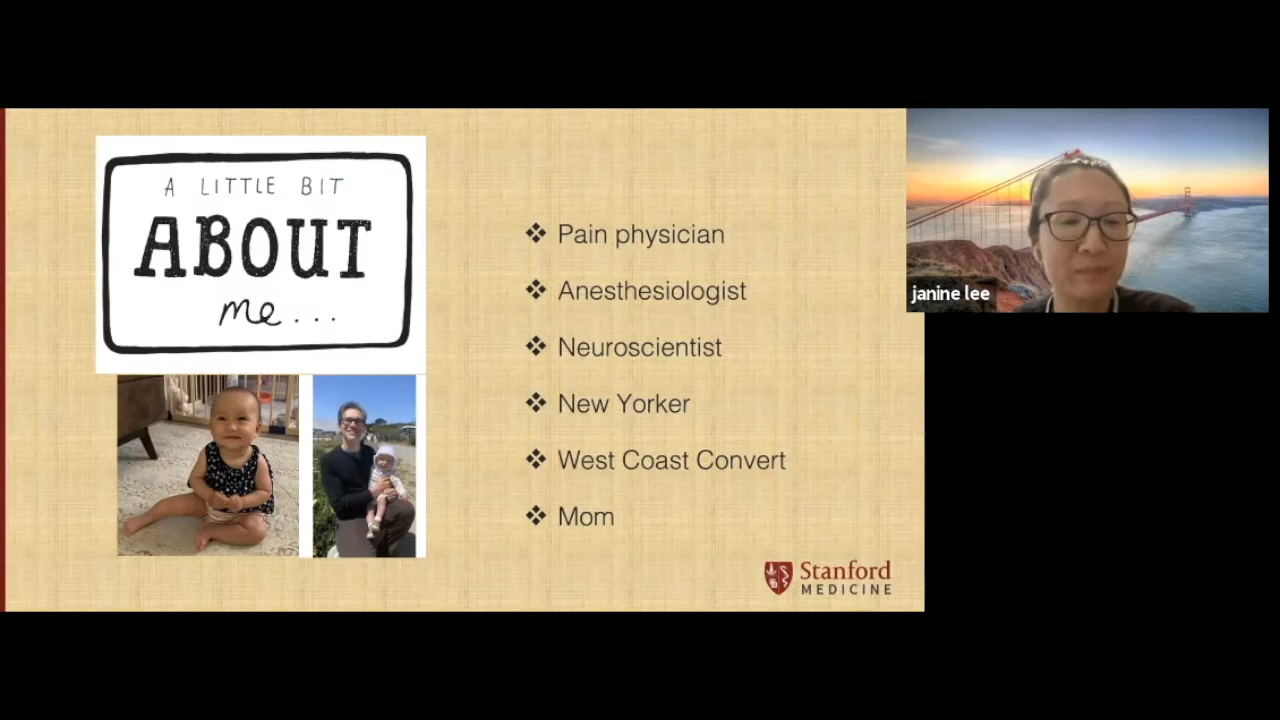 A LITTLE BIT
ABOUT
me...
Pain physician
Anesthesiologist
Neuroscientist
New Yorker
West Coast Convert
Mom
Stanford
MEDICINE
janine lee